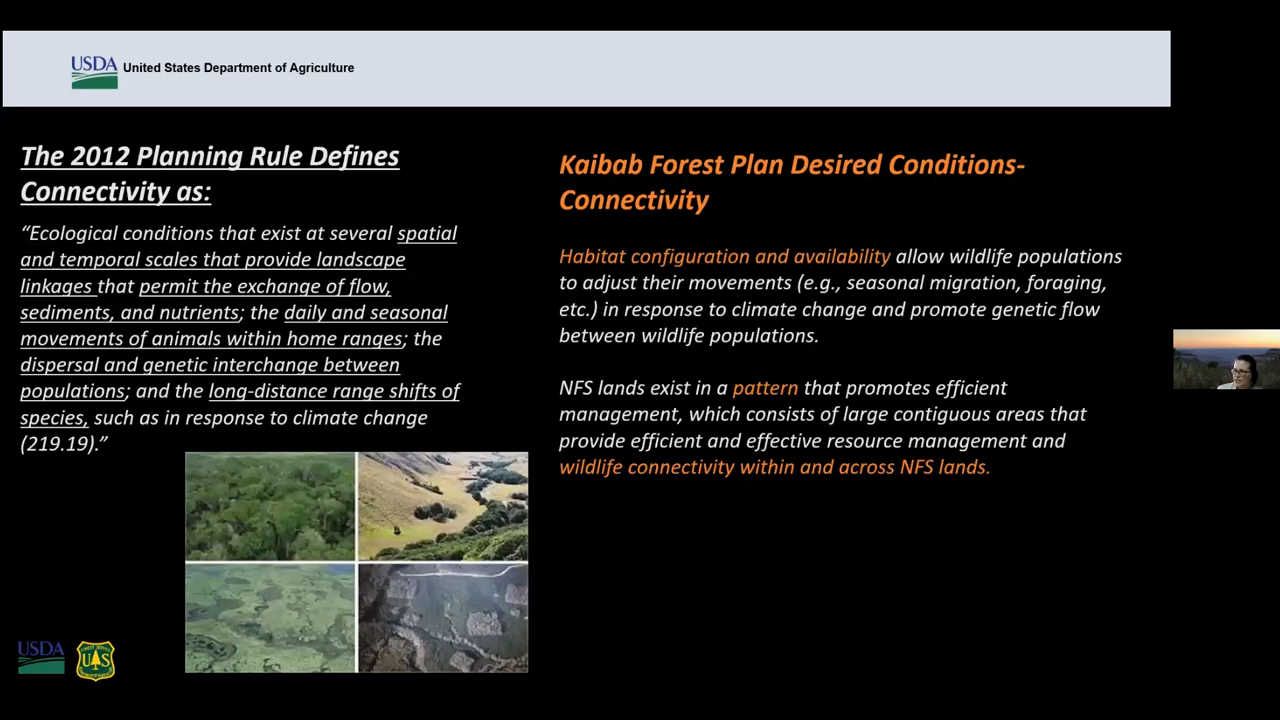 USDA United States Department of Agriculture
The 2012 Planning Rule Defines
Connectivity as:
“Ecological conditions that exist at several spatial
and temporal scales that provide landscape
linkages that permit the exchange of flow,
sediments, and nutrients; the daily and seasonal
movements of animals within home ranges; the
dispersal and genetic interchange between
populations; and the long-distance range shifts of
species, such as in response to climate change
(219.19).”
Kaibab Forest Plan Desired Conditions-
Connectivity
Habitat configuration and availability allow wildlife populations
to adjust their movements (e.g., seasonal migration, foraging,
etc.) in response to climate change and promote genetic flow
between wildlife populations.
NFS lands exist in a pattern that promotes efficient
management, which consists of large contiguous areas that
provide efficient and effective resource management and
wildlife connectivity within and across NFS lands.
USDA
U S